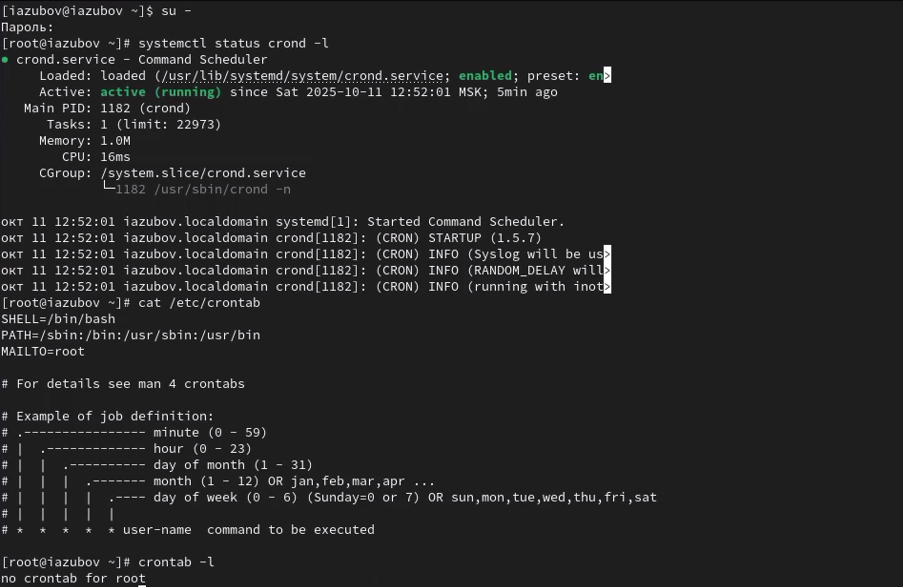 [iazubov@iazubov ~]$ su -
Пароль:
[root@iazubov ~]# systemctl status crond -l
● crond.service - Command Scheduler
     Loaded: loaded (/usr/lib/systemd/system/crond.service; enabled; preset: en>
     Active: active (running) since Sat 2025-10-11 12:52:01 MSK; 5min ago
   Main PID: 1182 (crond)
      Tasks: 1 (limit: 22973)
     Memory: 1.0M
        CPU: 16ms
     CGroup: /system.slice/crond.service
             └─1182 /usr/sbin/crond -n
окт 11 12:52:01 iazubov.localdomain systemd[1]: Started Command Scheduler.
окт 11 12:52:01 iazubov.localdomain crond[1182]: (CRON) STARTUP (1.5.7)
окт 11 12:52:01 iazubov.localdomain crond[1182]: (CRON) INFO (Syslog will be us>
окт 11 12:52:01 iazubov.localdomain crond[1182]: (CRON) INFO (RANDOM_DELAY will>
окт 11 12:52:01 iazubov.localdomain crond[1182]: (CRON) INFO (running with inot>
[root@iazubov ~]# cat /etc/crontab
SHELL=/bin/bash
PATH=/sbin:/bin:/usr/sbin:/usr/bin
MAILTO=root
# For details see man 4 crontabs
# Example of job definition:
# .---------------- minute (0 - 59)
# |  .------------- hour (0 - 23)
# |  |  .---------- day of month (1 - 31)
# |  |  |  .------- month (1 - 12) OR jan,feb,mar,apr ...
# |  |  |  |  .---- day of week (0 - 6) (Sunday=0 or 7) OR sun,mon,tue,wed,thu,fri,sat
# |  |  |  |  |
# *  *  *  *  * user-name  command to be executed
[root@iazubov ~]# crontab -l
no crontab for root